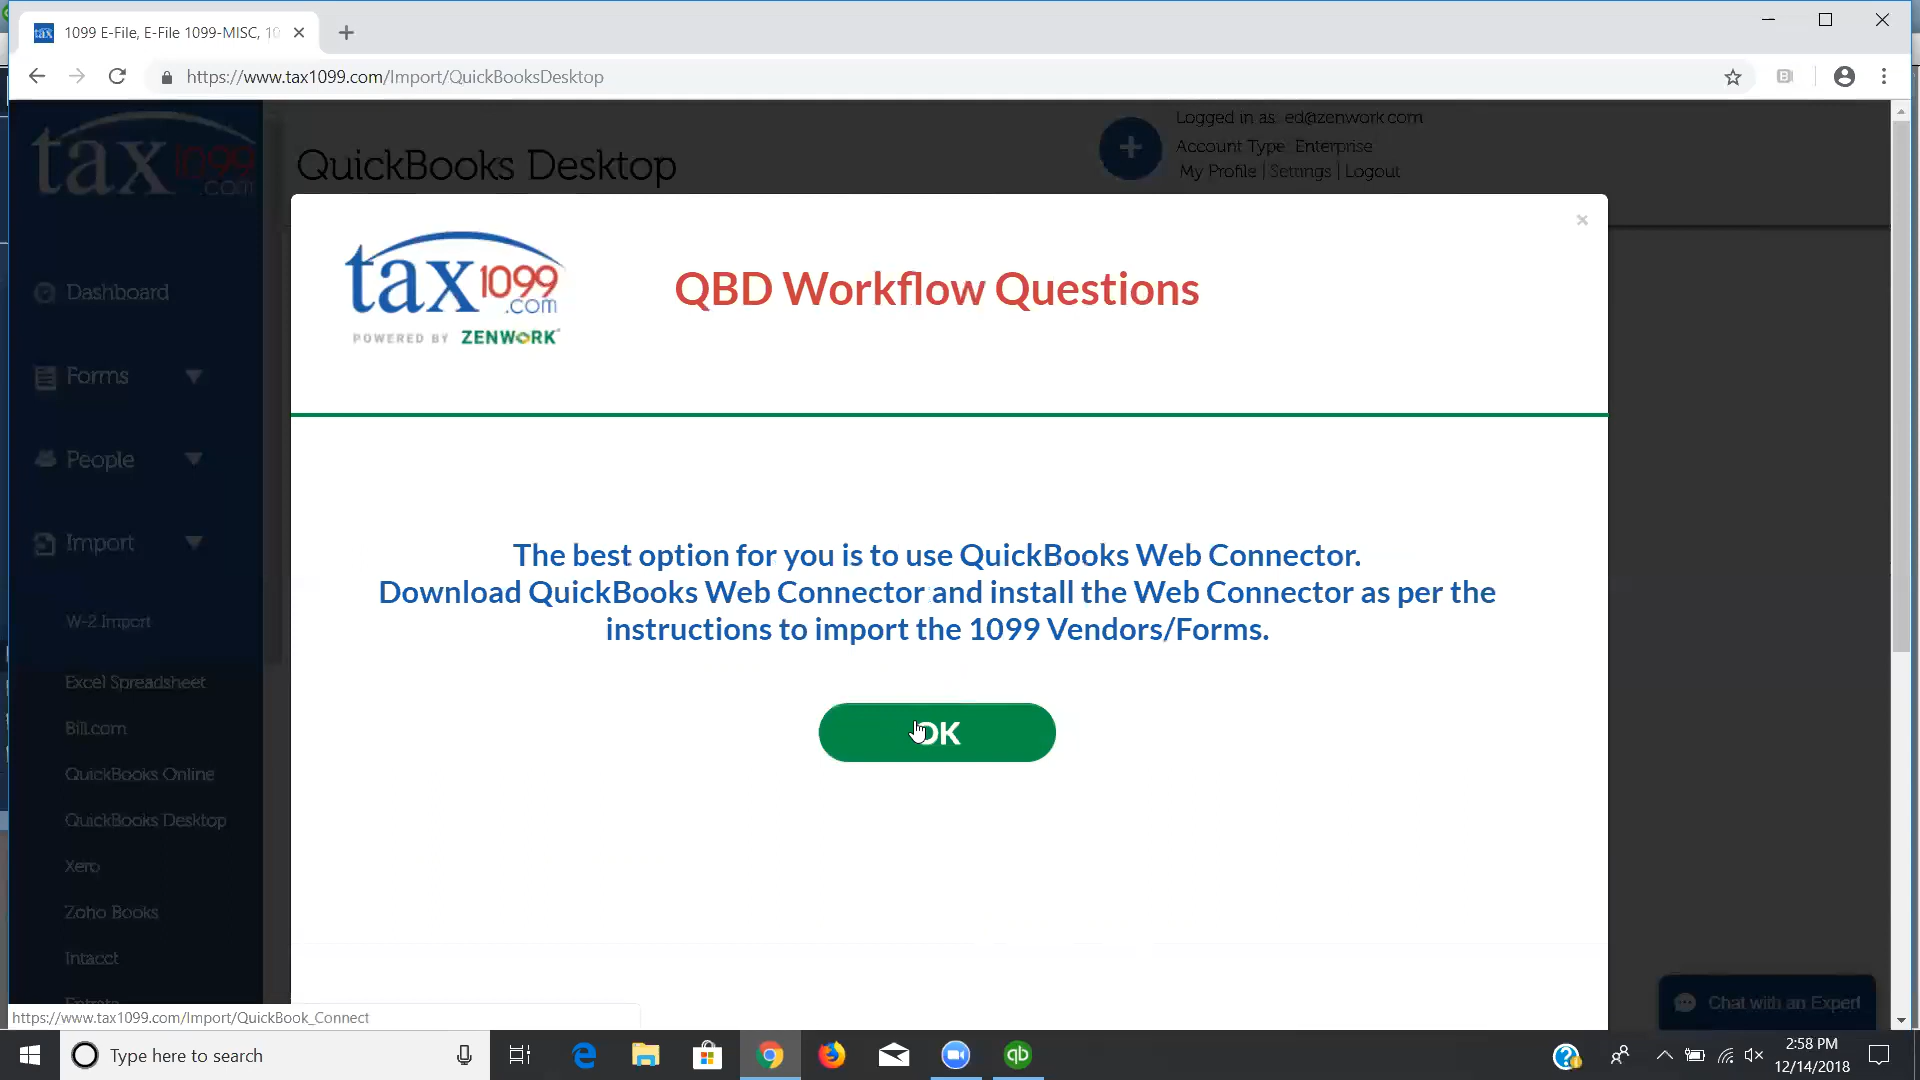 1099 E-File, E-File 1099-MISC, 10
https://www.tax1099.com/Import/QuickBooksDesktop
tax1099
.com
QuickBooks Desktop
Logged in as: ed@zenwork.com
Account Type Enterprise
My Profile | Settings | Logout
Dashboard
Forms
People
Import
W-2 Import
Excel Spreadsheet
Bill.com
QuickBooks Online
QuickBooks Desktop
Xero
Zoho Books
Intacct
Entrata
tax1099
.com
POWERED BY ZENWORK
QBD Workflow Questions
The best option for you is to use QuickBooks Web Connector.
Download QuickBooks Web Connector and install the Web Connector as per the
instructions to import the 1099 Vendors/Forms.
OK
Chat with an Expert
https://www.tax1099.com/Import/QuickBook_Connect
Type here to search
2:58 PM
12/14/2018